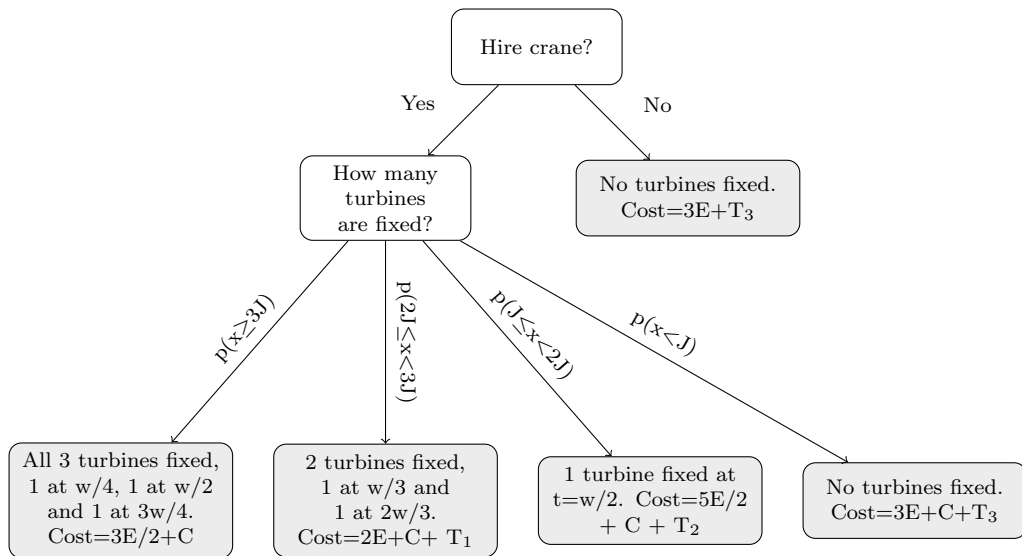 Hire crane?
Yes
No
How many
turbines
are fixed?
No turbines fixed.
Cost=3E+T₃
p(x≥3J)
p(2J≤x<3J)
p(J≤x<2J)
p(x<J)
All 3 turbines fixed,
1 at w/4, 1 at w/2
and 1 at 3w/4.
Cost=3E/2+C
2 turbines fixed,
1 at w/3 and
1 at 2w/3.
Cost=2E+C+ T₁
1 turbine fixed at
t=w/2. Cost=5E/2
+ C + T₂
No turbines fixed.
Cost=3E+C+T₃